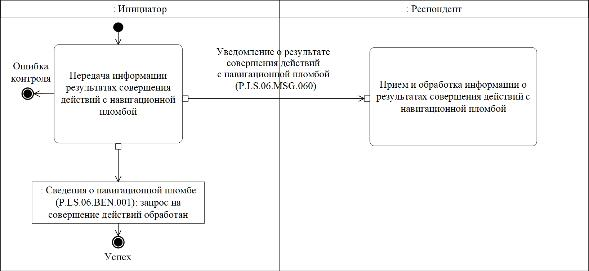 : Инициатор
: Респондент
Ошибка
контроля
Передача информации
результатах совершения
действий с навигационной
пломбой
Уведомление о результате
совершения действий
с навигационной пломбой
(P.LS.06.MSG.060)
Прием и обработка информации о
результатах совершения действий с
навигационной пломбой
: Сведения о навигационной пломбе
(P.LS.06.BEN.001): запрос на
совершение действий обработан
Успех